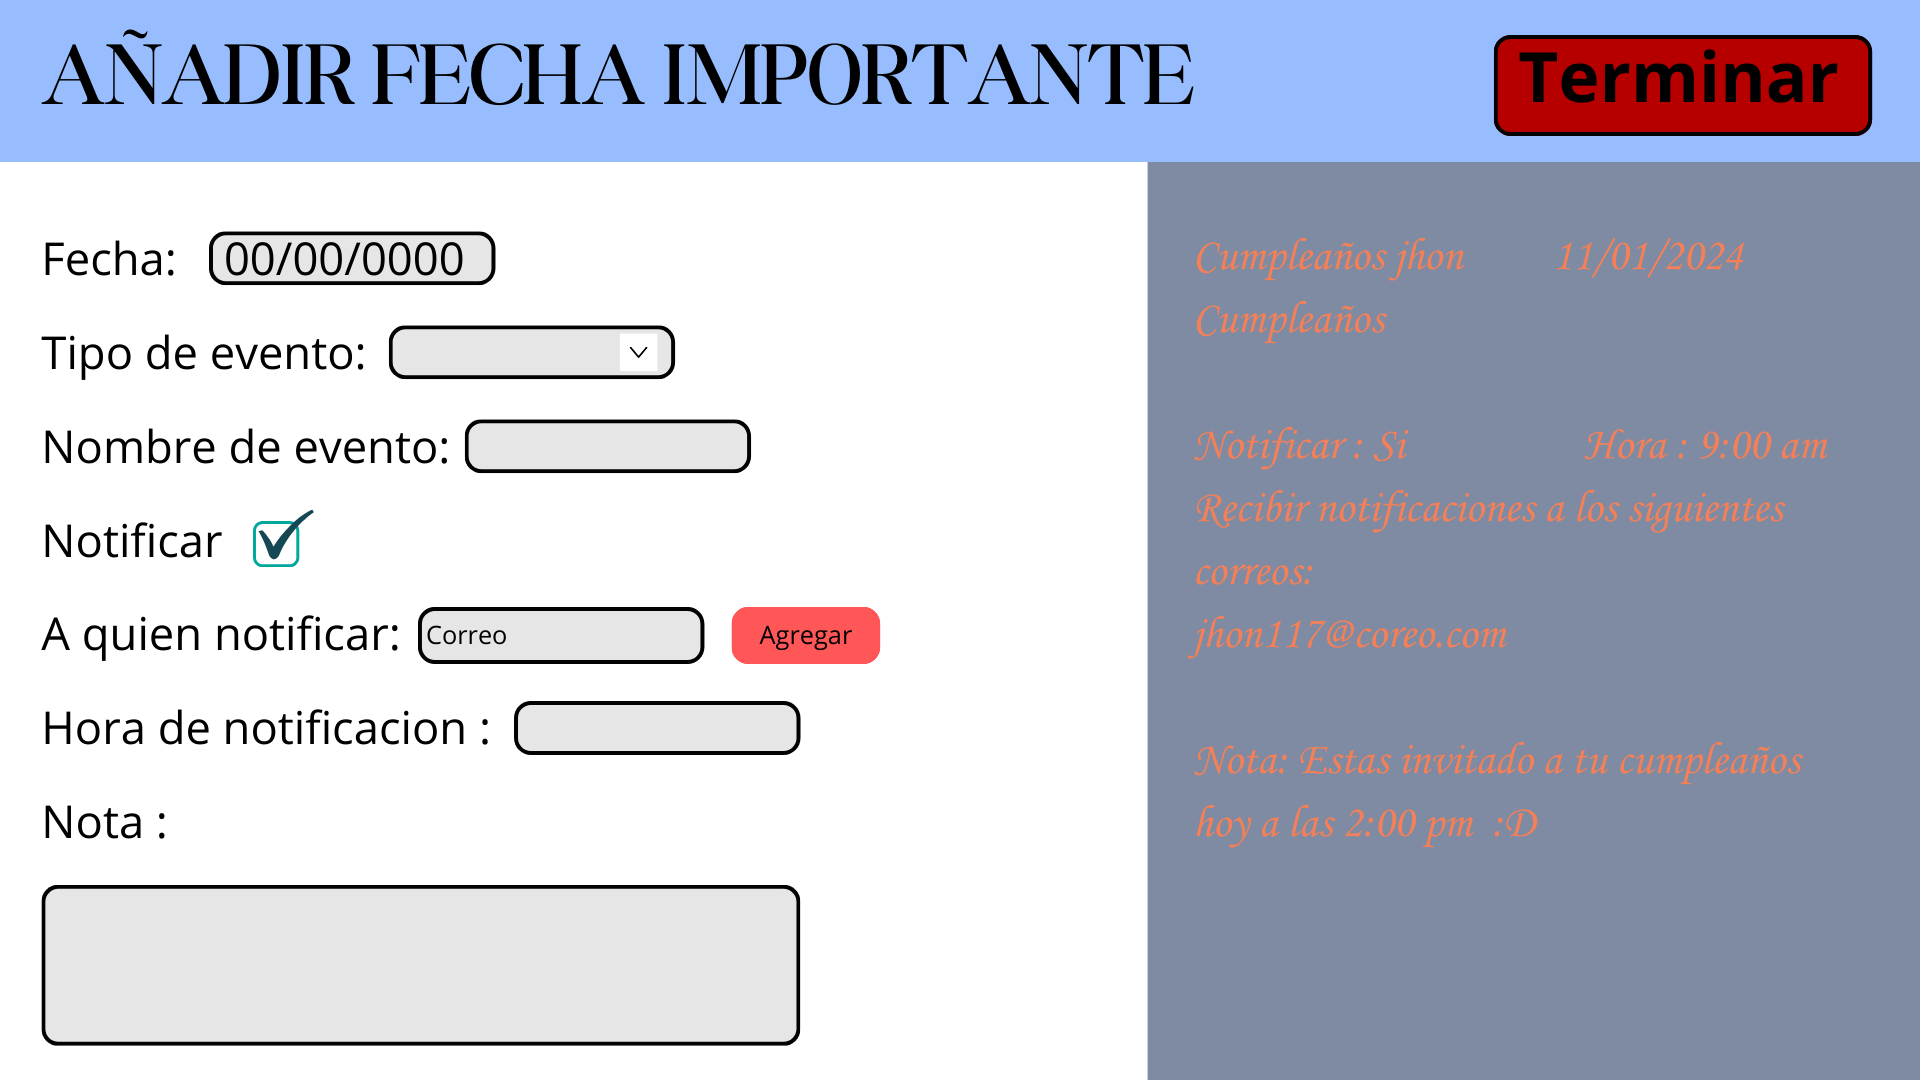 AÑADIR FECHA IMPORTANTE
Terminar
Fecha: 00/00/0000
Tipo de evento:
Nombre de evento:
Notificar
A quien notificar: Correo Agregar
Hora de notificacion :
Nota :
Cumpleaños jhon 11/01/2024
Cumpleaños
Notificar : Si Hora : 9:00 am
Recibir notificaciones a los siguientes
correos:
jhon117@coreo.com
Nota: Estas invitado a tu cumpleaños
hoy a las 2:00 pm :D